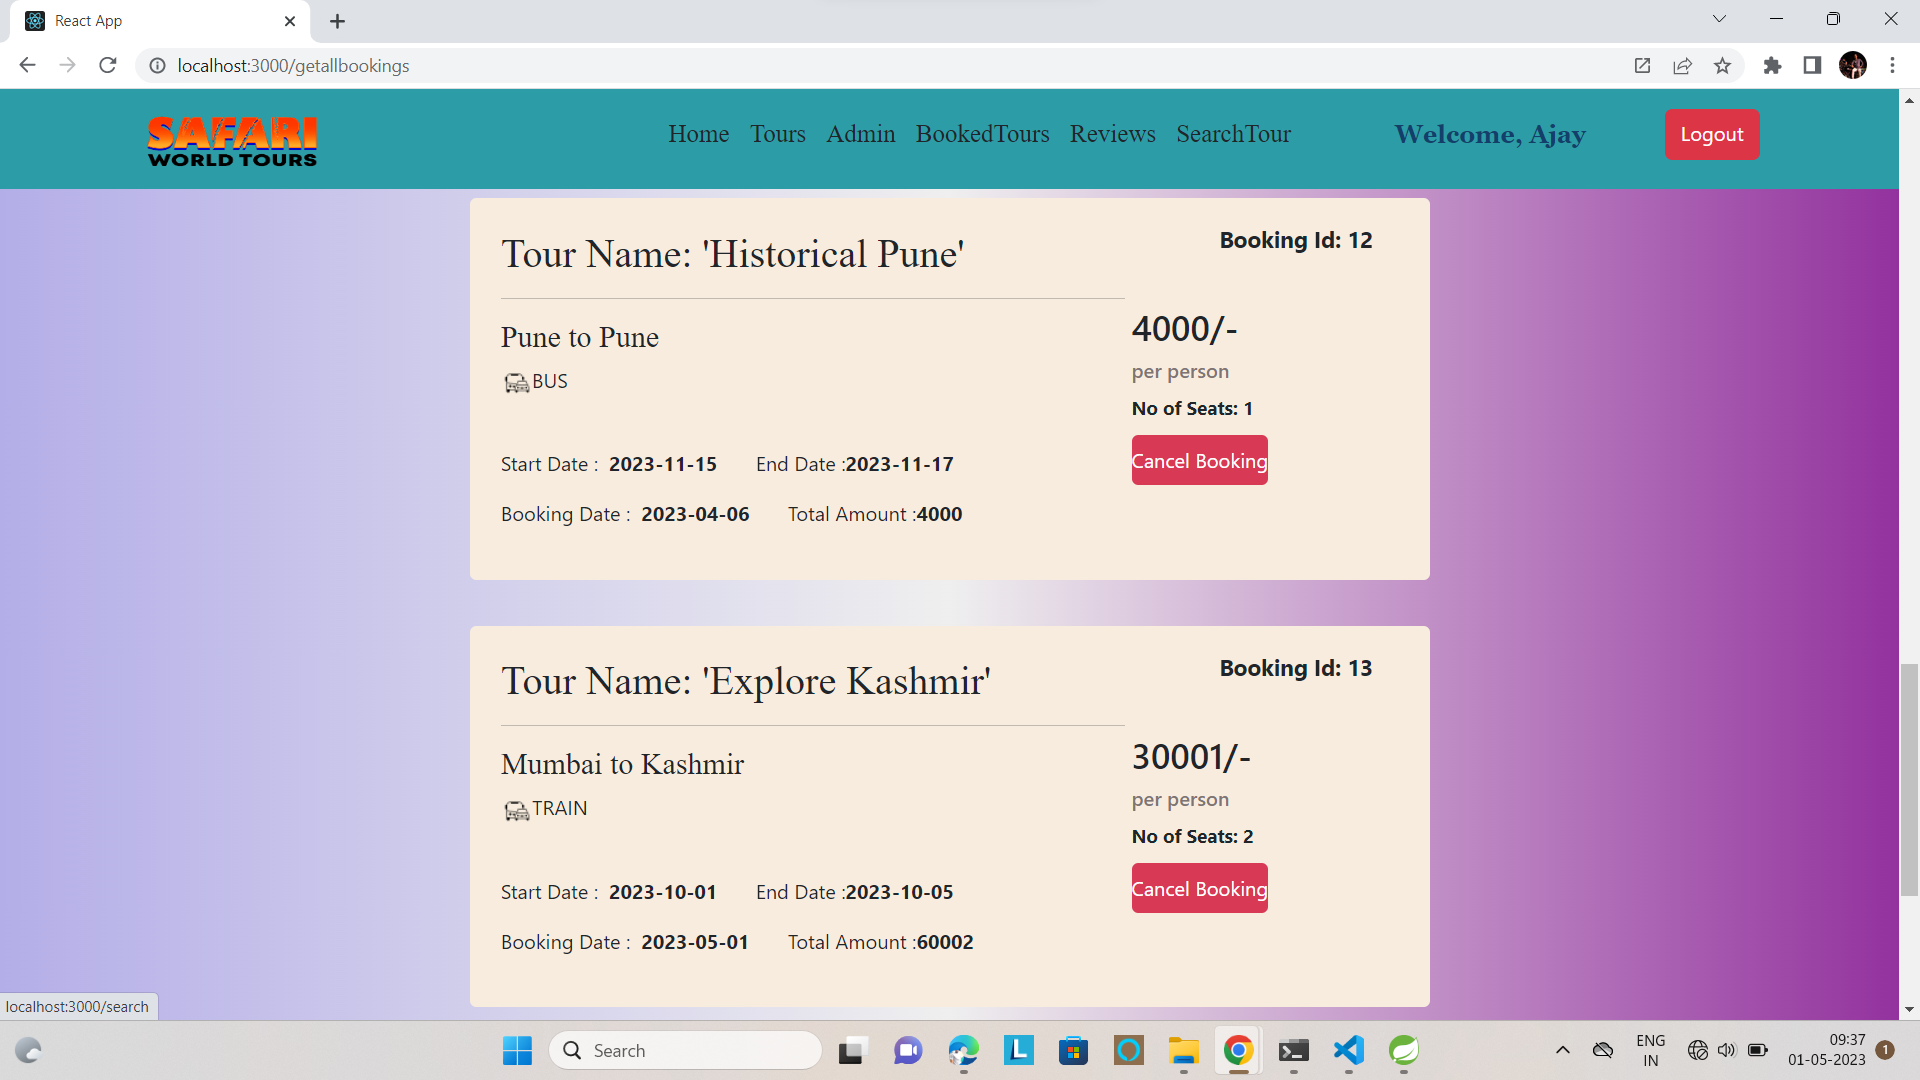 React App
localhost:3000/getallbookings
SAFARI
WORLD TOURS
Home Tours Admin BookedTours Reviews SearchTour
Welcome, Ajay
Logout
Tour Name: 'Historical Pune'
Booking Id: 12
Pune to Pune
BUS
4000/-
per person
No of Seats: 1
Cancel Booking
Start Date : 2023-11-15 End Date :2023-11-17
Booking Date : 2023-04-06 Total Amount :4000
Tour Name: 'Explore Kashmir'
Booking Id: 13
Mumbai to Kashmir
TRAIN
30001/-
per person
No of Seats: 2
Cancel Booking
Start Date : 2023-10-01 End Date :2023-10-05
Booking Date : 2023-05-01 Total Amount :60002
localhost:3000/search
Search
L
ENG
IN
09:37
01-05-2023
1